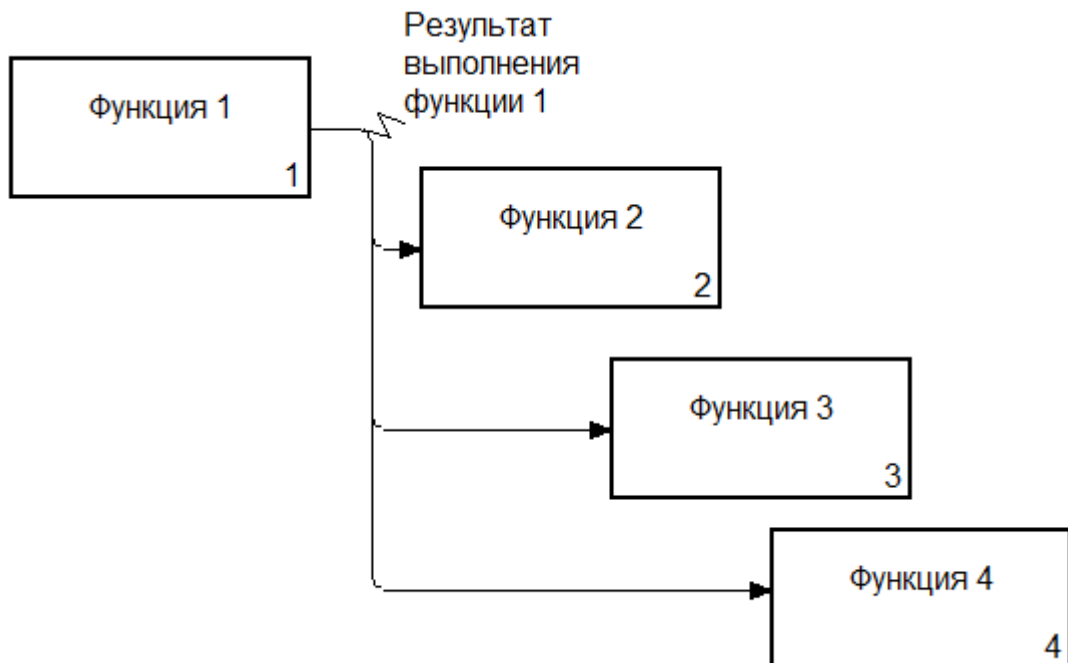 Результат
выполнения
функции 1
Функция 1
1
Функция 2
2
Функция 3
3
Функция 4
4